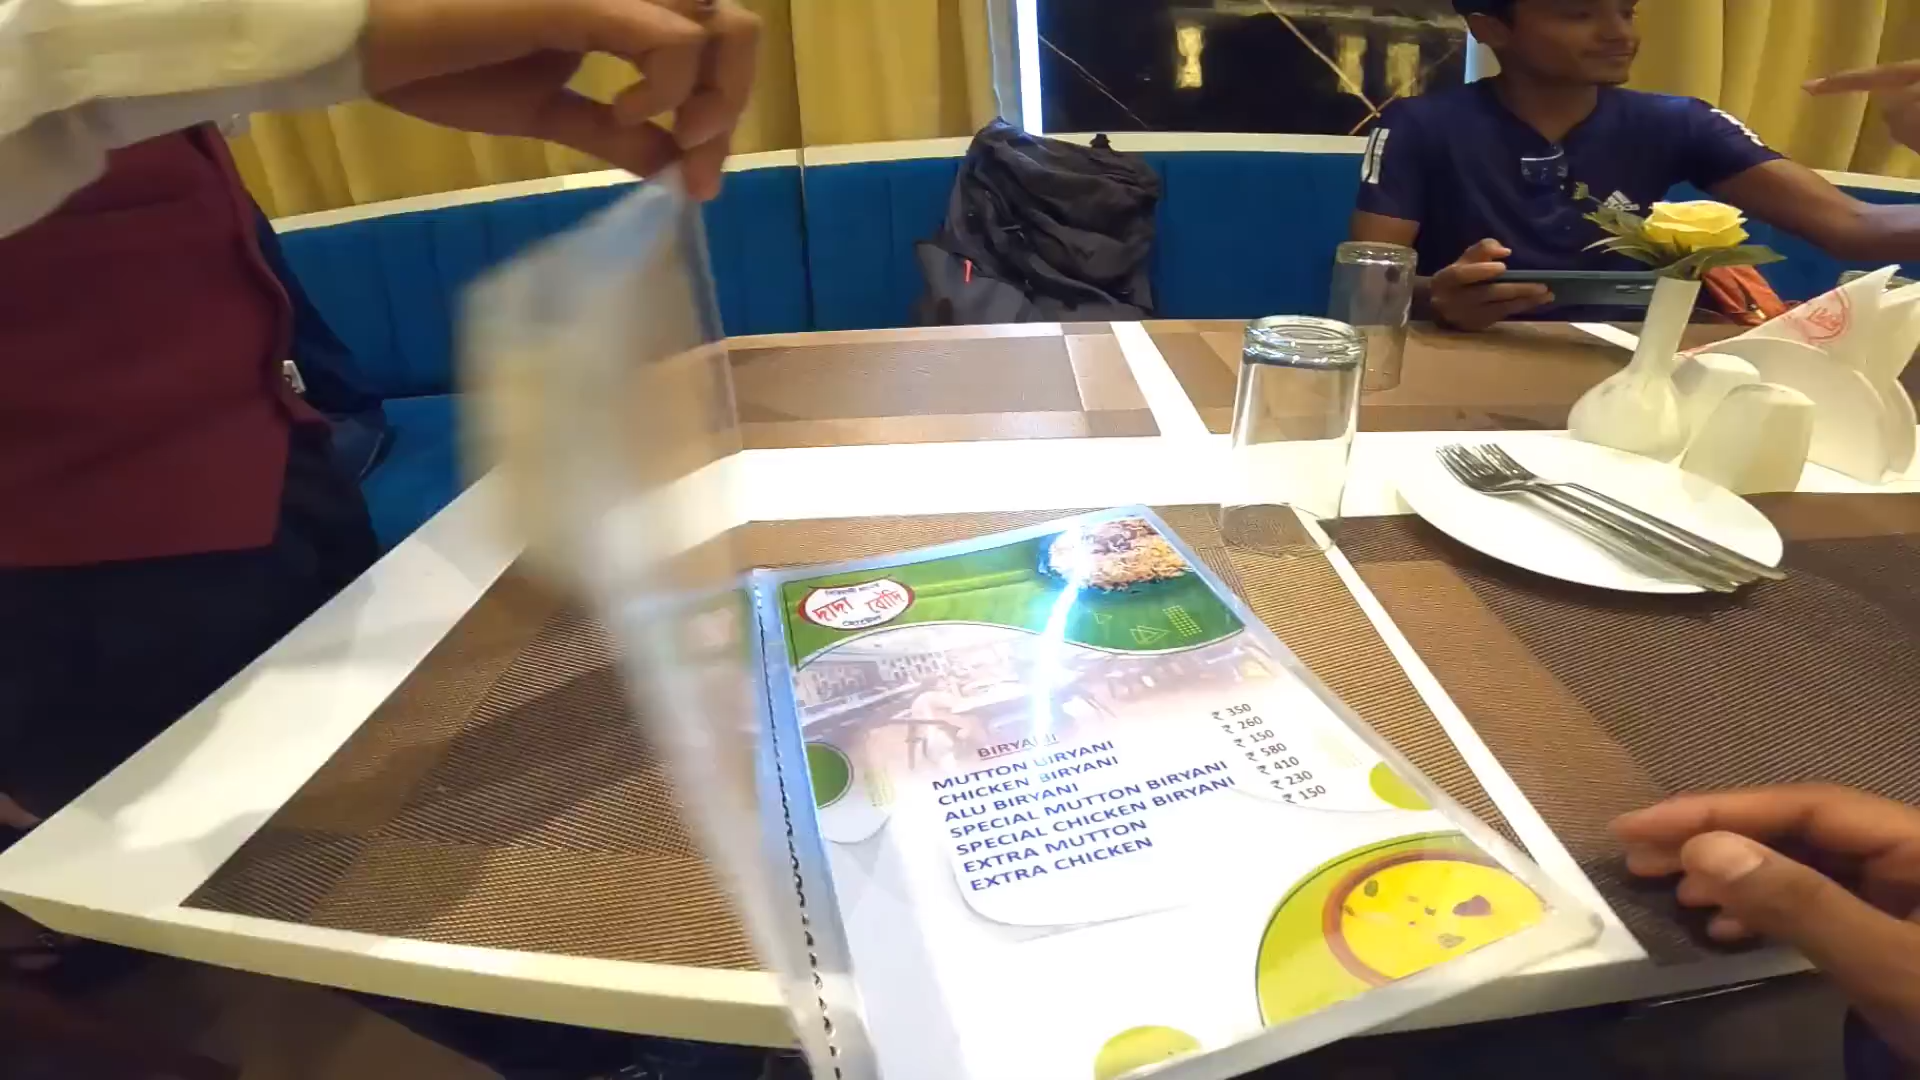 দাদা বৌদি
BIRYANI
MUTTON BIRYANI ₹ 350
CHICKEN BIRYANI ₹ 260
ALU BIRYANI ₹ 150
SPECIAL MUTTON BIRYANI ₹ 580
SPECIAL CHICKEN BIRYANI ₹ 410
EXTRA MUTTON ₹ 230
EXTRA CHICKEN ₹ 150
adidas